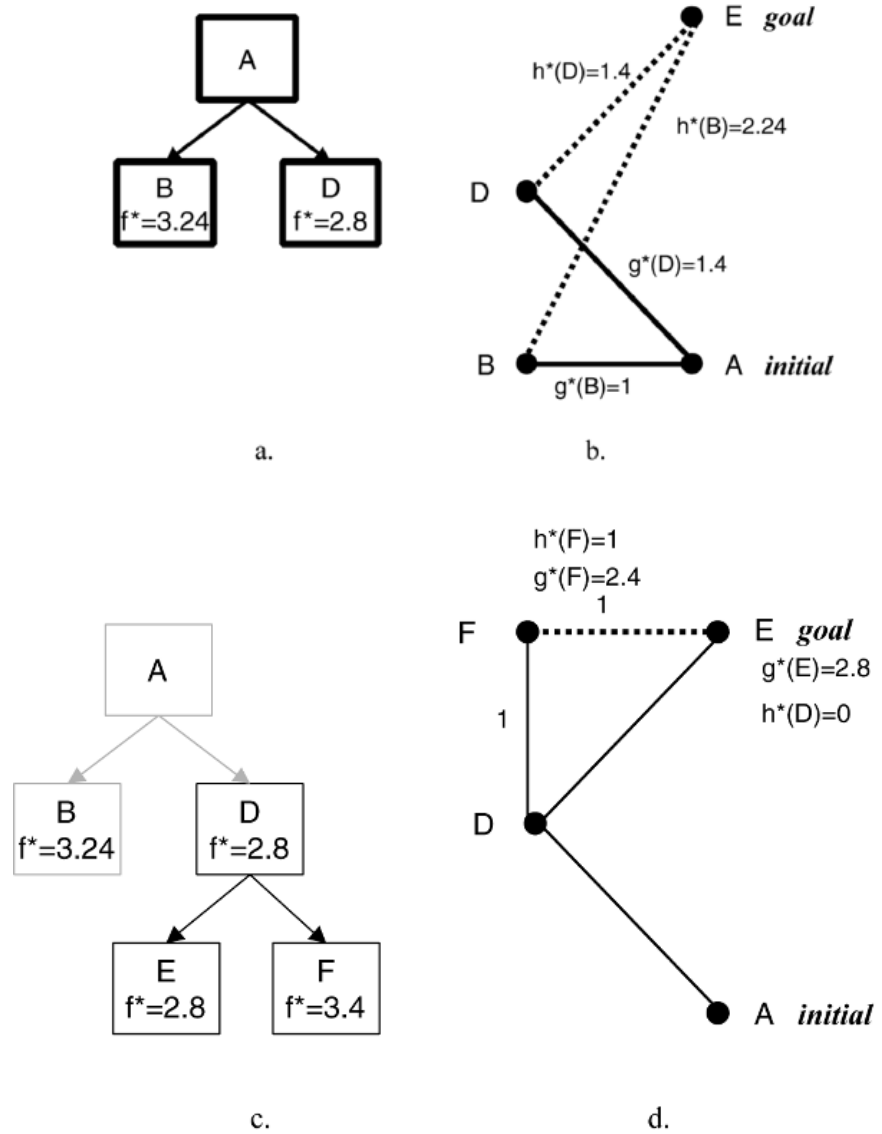 A
B
f*=3.24
D
f*=2.8
a.
E goal
h*(D)=1.4
h*(B)=2.24
D
g*(D)=1.4
B
A initial
g*(B)=1
b.
A
B
f*=3.24
D
f*=2.8
E
f*=2.8
F
f*=3.4
c.
h*(F)=1
g*(F)=2.4
1
F
E goal
g*(E)=2.8
h*(D)=0
1
D
A initial
d.